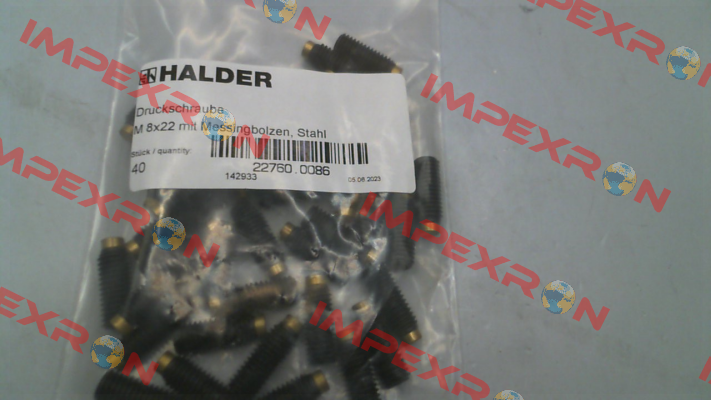 HALDER
Druckschraube
M 8x22 mit Messingbolzen, Stahl
Stück / quantity:
40
22760.0086
142933
05.06.2023
IMPEXRON
IMPEXRON
IMPEXRON
IMPEXRON
IMPEXRON
IMPEXRON